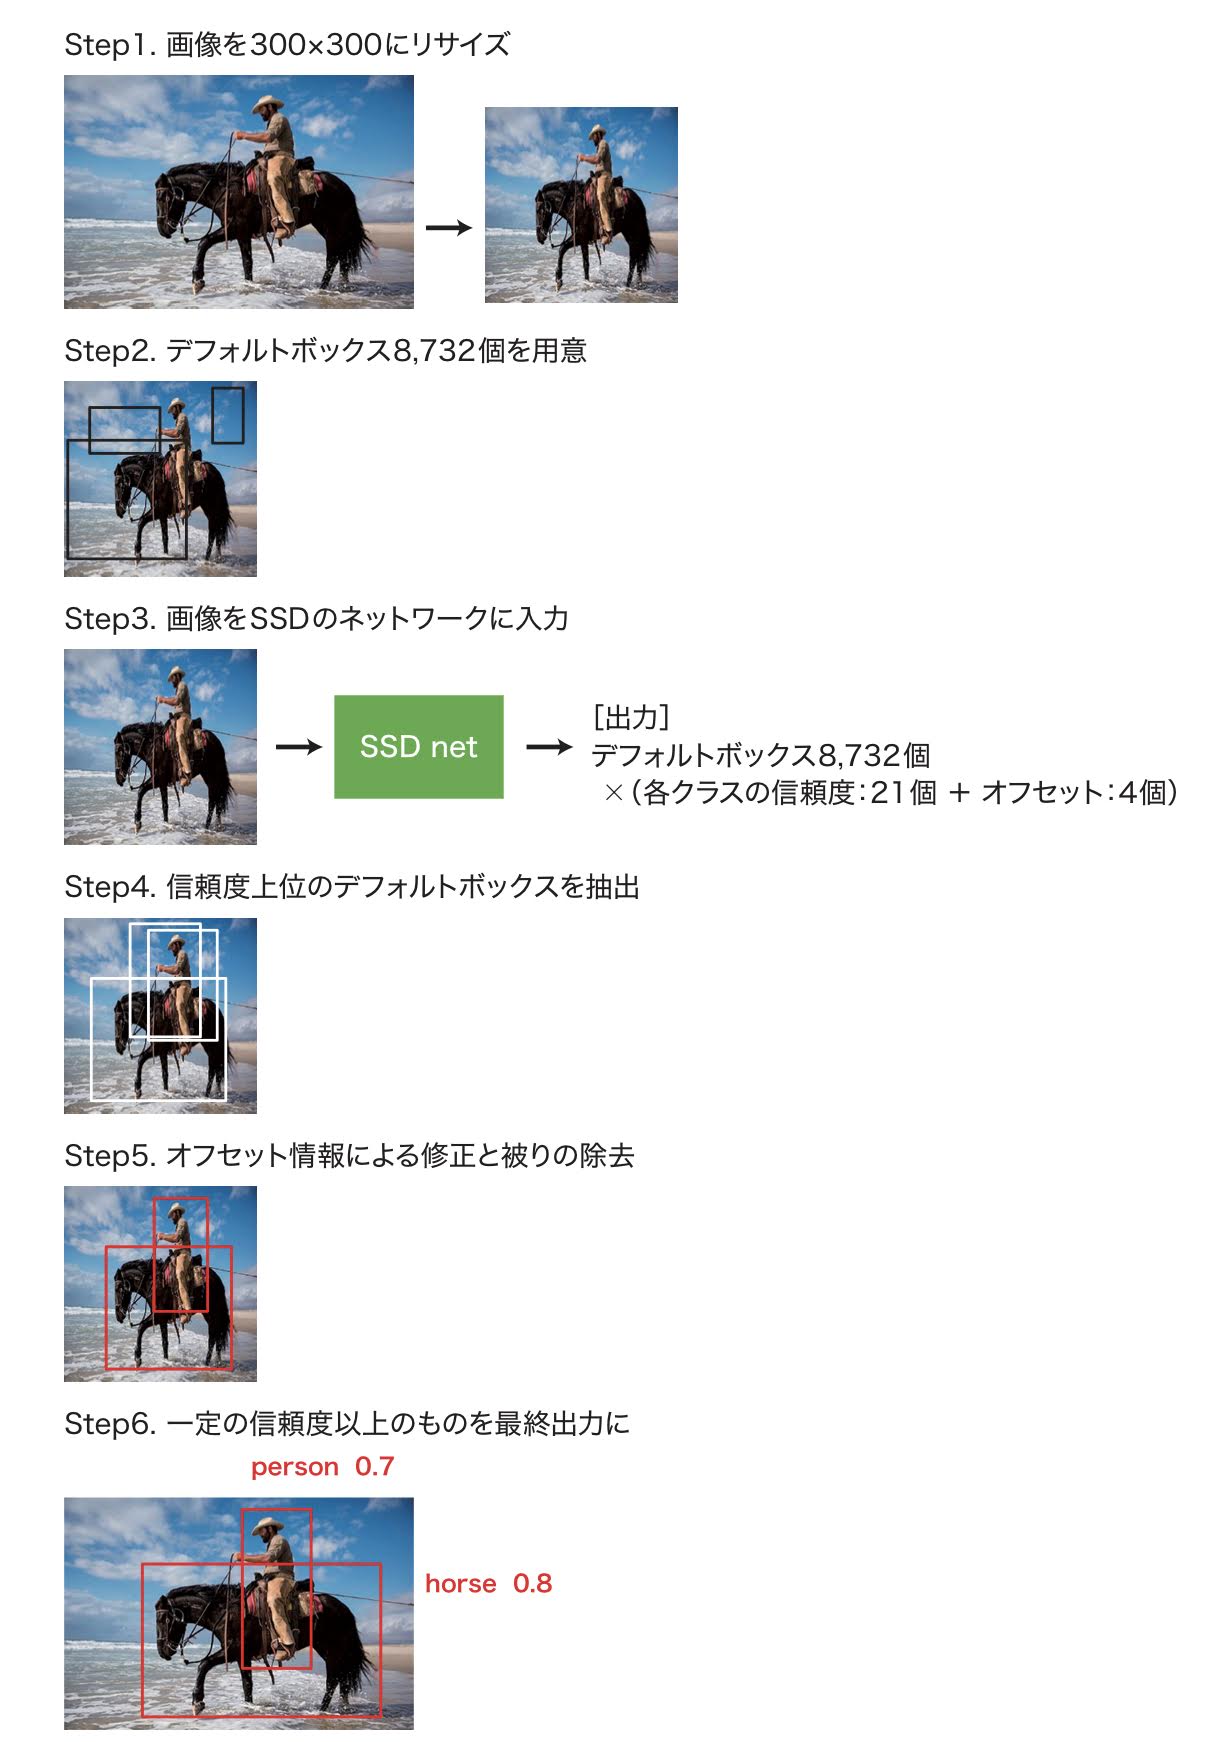 Step1. 画像を300×300にリサイズ
Step2. デフォルトボックス8,732個を用意
Step3. 画像をSSDのネットワークに入力
SSD net
［出力］
デフォルトボックス8,732個
×（各クラスの信頼度：21個 ＋ オフセット：4個）
Step4. 信頼度上位のデフォルトボックスを抽出
Step5. オフセット情報による修正と被りの除去
Step6. 一定の信頼度以上のものを最終出力に
person 0.7
horse 0.8